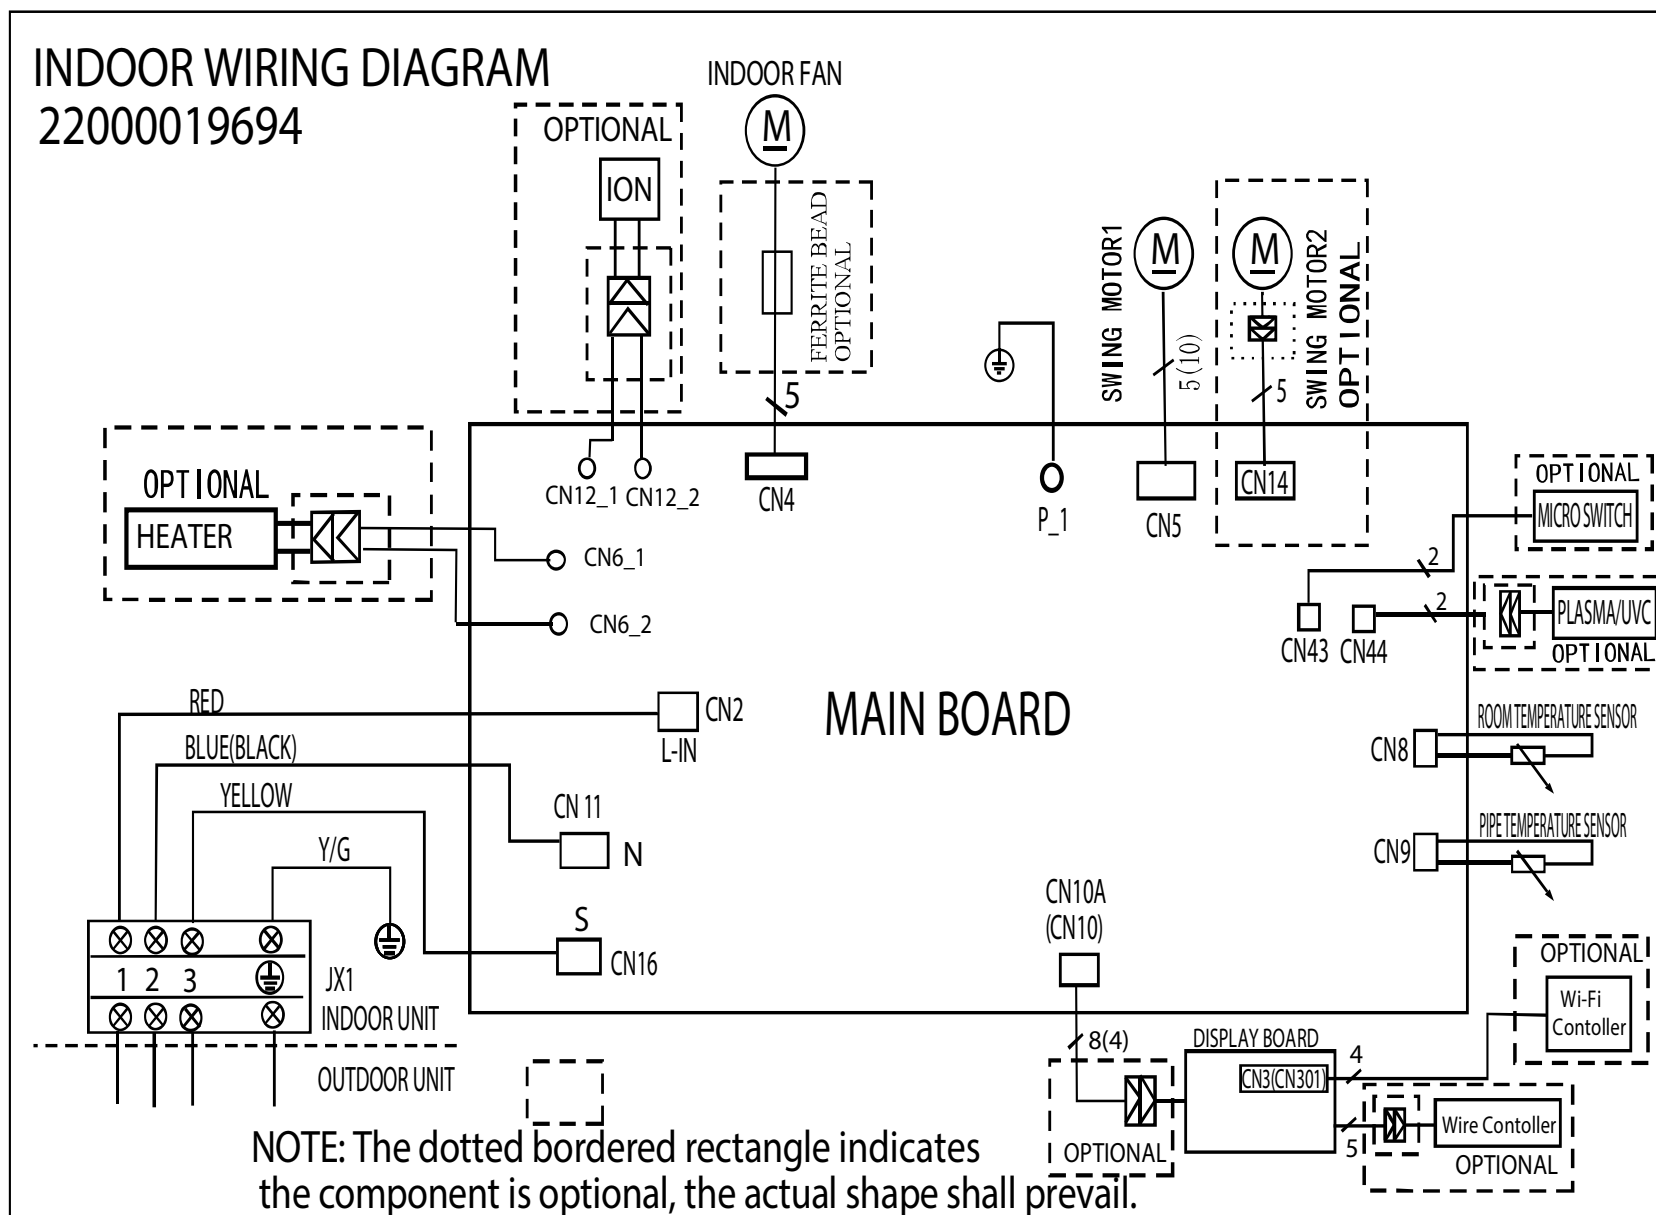 INDOOR WIRING DIAGRAM
22000019694
OPTIONAL
ION
INDOOR FAN
M
FERRITE BEAD
OPTIONAL
5
SWING MOTOR1
M
5(10)
M
5
SWING MOTOR2
OPTIONAL
OPTIONAL
HEATER
CN12_1
CN12_2
CN4
P_1
CN5
CN14
OPTIONAL
MICRO SWITCH
CN6_1
CN6_2
2
2
CN43
CN44
PLASMA/UVC
OPTIONAL
RED
CN2
L-IN
MAIN BOARD
ROOM TEMPERATURE SENSOR
CN8
BLUE(BLACK)
YELLOW
CN 11
N
Y/G
PIPE TEMPERATURE SENSOR
CN9
CN10A
(CN10)
S
CN16
1 2 3
JX1
INDOOR UNIT
OUTDOOR UNIT
OPTIONAL
Wi-Fi
Contoller
8(4)
DISPLAY BOARD
CN3(CN301)
4
5
OPTIONAL
Wire Contoller
OPTIONAL
NOTE: The dotted bordered rectangle indicates
the component is optional, the actual shape shall prevail.